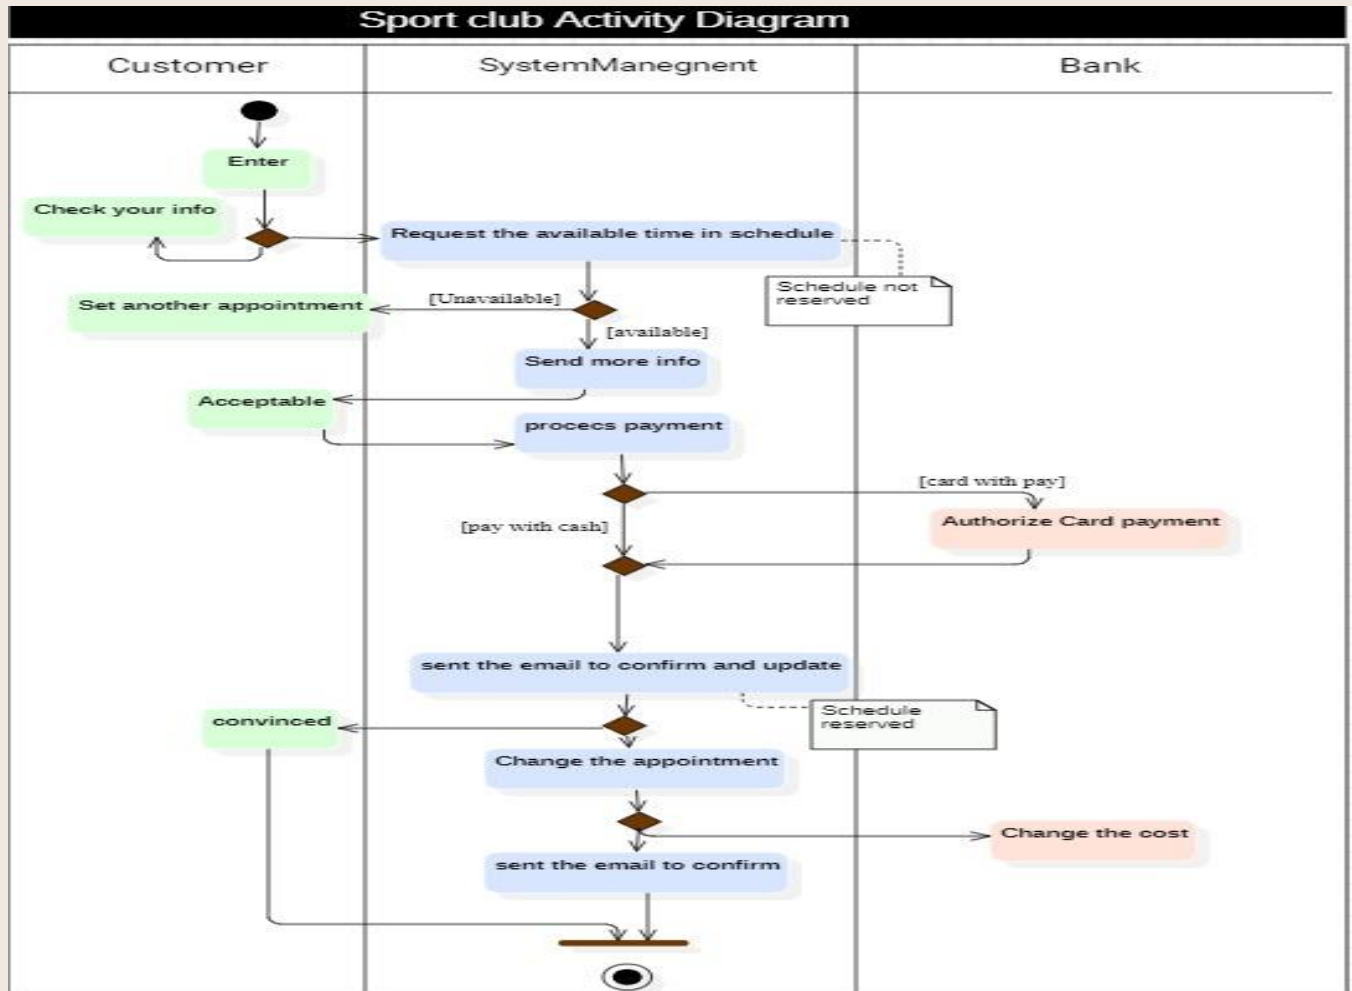 Sport club Activity Diagram
Customer
SystemManegnent
Bank
Enter
Check your info
Request the available time in schedule
Schedule not
reserved
[Unavailable]
Set another appointment
[available]
Send more info
Acceptable
procecs payment
[card with pay]
[pay with cash]
Authorize Card payment
sent the email to confirm and update
Schedule
reserved
convinced
Change the appointment
Change the cost
sent the email to confirm